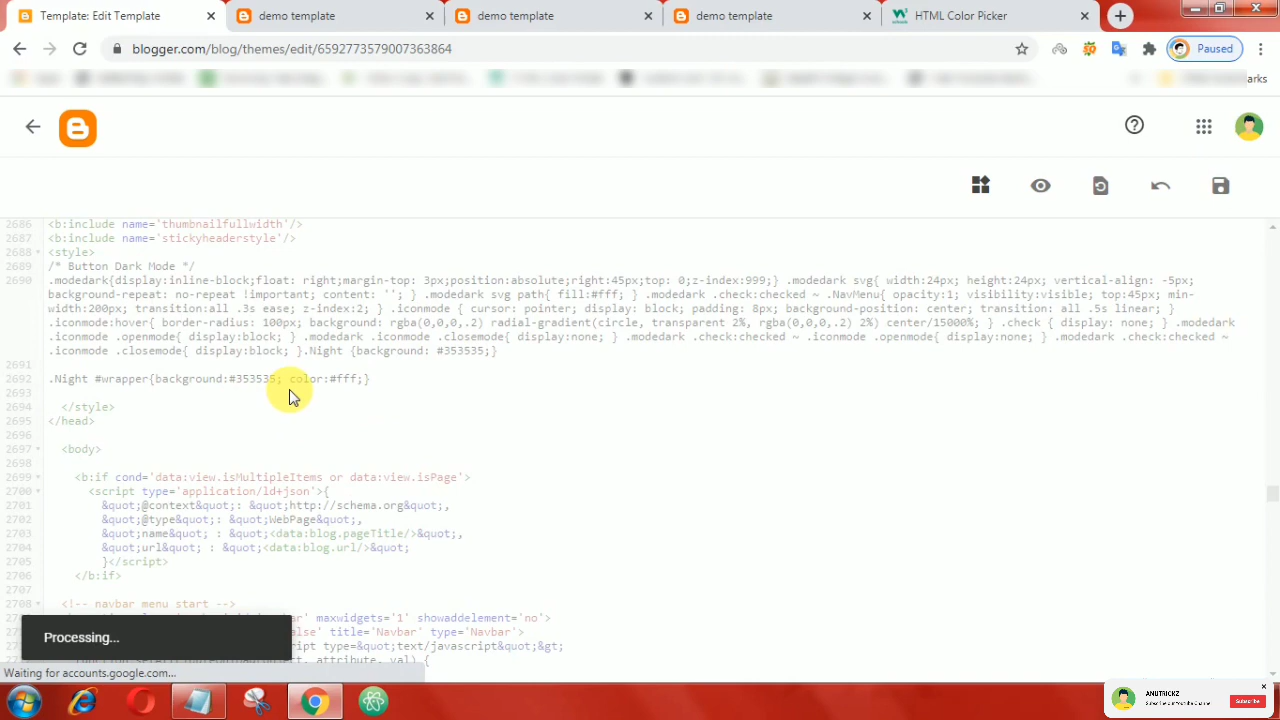 Template: Edit Template
demo template
demo template
demo template
HTML Color Picker
blogger.com/blog/themes/edit/6592773579007363864
Paused
2686 <b:include name='thumbnailfullwidth'/>
2687 <b:include name='stickyheaderstyle'/>
2688 <style>
2689 /* Button Dark Mode */
2690 .modedark{display:inline-block;float: right;margin-top: 3px;position:absolute;right:45px;top: 0;z-index:999;} .modedark svg{ width:24px; height:24px; vertical-align: -5px;
background-repeat: no-repeat !important; content: ''; } .modedark svg path{ fill:#fff; } .modedark .check:checked ~ .NavMenu{ opacity:1; visibility:visible; top:45px; min-
width:200px; transition:all .3s ease; z-index:2; } .iconmode { cursor: pointer; display: block; padding: 8px; background-position: center; transition: all .5s linear; }
.iconmode:hover{ border-radius: 100px; background: rgba(0,0,0,.2) radial-gradient(circle, transparent 2%, rgba(0,0,0,.2) 2%) center/15000%; } .check { display: none; } .modedark
.iconmode .openmode{ display:block; } .modedark .iconmode .closemode{ display:none; } .modedark .check:checked ~ .iconmode .openmode{ display:none; } .modedark .check:checked ~
.iconmode .closemode{ display:block; }.Night {background: #353535;}
2691
2692 .Night #wrapper{background:#353535; color:#fff;}
2693
2694 </style>
2695 </head>
2696
2697 <body>
2698
2699 <b:if cond='data:view.isMultipleItems or data:view.isPage'>
2700 <script type='application/ld+json'>{
2701 &quot;@context&quot;: &quot;http://schema.org&quot;,
2702 &quot;@type&quot;: &quot;WebPage&quot;,
2703 &quot;name&quot; : &quot;<data:blog.pageTitle/>&quot;,
2704 &quot;url&quot; : &quot;<data:blog.url/>&quot;
2705 }</script>
2706 </b:if>
2707
2708 <!-- navbar menu start -->
maxwidgets='1' showaddelement='no'>
title='Navbar' type='Navbar'>
type=&quot;text/javascript&quot;&gt;
attribute, val) {
Processing...
Waiting for accounts.google.com...
ANUTRICKZ
Subscribe